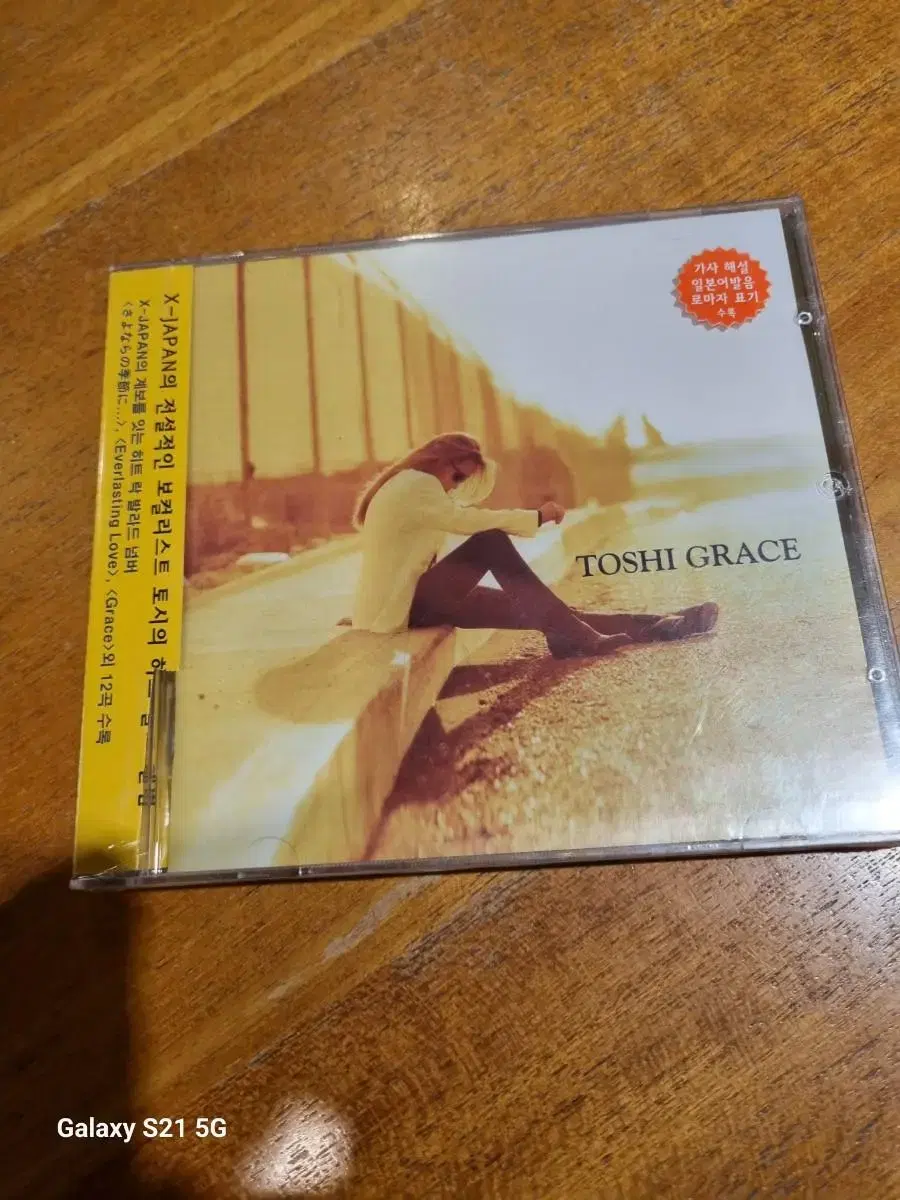 가사 해설
일본어발음
로마자 표기
수록
X-JAPAN의 전설적인 보컬리스트 토시의
X-JAPAN의 계보를 잇는 히트 락 발라드 넘버
<さよならの季節に...>, <Everlasting Love>, <Grace>외 12곡 수록
TOSHI GRACE
Galaxy S21 5G